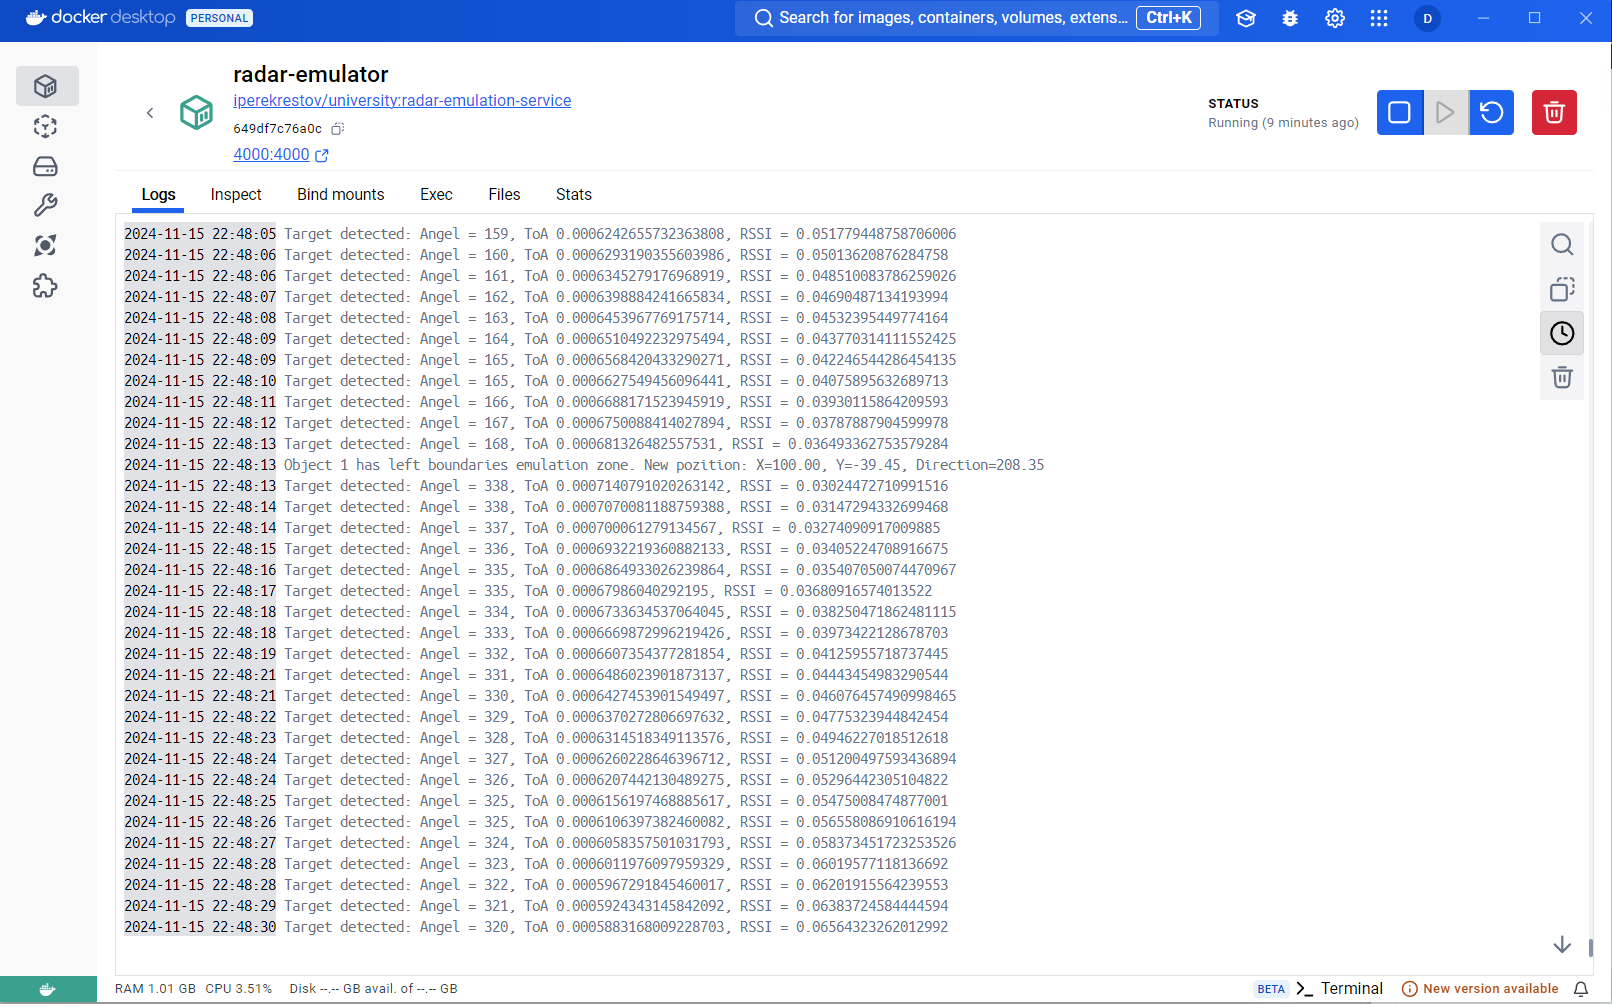 docker desktop PERSONAL
Search for images, containers, volumes, extens... Ctrl+K
D
radar-emulator
iperekrestov/university:radar-emulation-service
649df7c76a0c
4000:4000
STATUS
Running (9 minutes ago)
Logs Inspect Bind mounts Exec Files Stats
2024-11-15 22:48:05 Target detected: Angel = 159, ToA 0.0006242655732363808, RSSI = 0.051779448758706006
2024-11-15 22:48:06 Target detected: Angel = 160, ToA 0.0006293190355603986, RSSI = 0.05013620876284758
2024-11-15 22:48:06 Target detected: Angel = 161, ToA 0.0006345279176968919, RSSI = 0.048510083786259026
2024-11-15 22:48:07 Target detected: Angel = 162, ToA 0.0006398884241665834, RSSI = 0.04690487134193994
2024-11-15 22:48:08 Target detected: Angel = 163, ToA 0.0006453967769175714, RSSI = 0.04532395449774164
2024-11-15 22:48:09 Target detected: Angel = 164, ToA 0.0006510492232975494, RSSI = 0.043770314111552425
2024-11-15 22:48:09 Target detected: Angel = 165, ToA 0.0006568420433290271, RSSI = 0.042246544286454135
2024-11-15 22:48:10 Target detected: Angel = 165, ToA 0.0006627549456096441, RSSI = 0.04075895632689713
2024-11-15 22:48:11 Target detected: Angel = 166, ToA 0.0006688171523945919, RSSI = 0.03930115864209593
2024-11-15 22:48:12 Target detected: Angel = 167, ToA 0.0006750088414027894, RSSI = 0.03787887904599978
2024-11-15 22:48:13 Target detected: Angel = 168, ToA 0.000681326482557531, RSSI = 0.036493362753579284
2024-11-15 22:48:13 Object 1 has left boundaries emulation zone. New pozition: X=100.00, Y=-39.45, Direction=208.35
2024-11-15 22:48:13 Target detected: Angel = 338, ToA 0.0007140791020263142, RSSI = 0.03024472710991516
2024-11-15 22:48:14 Target detected: Angel = 338, ToA 0.0007070081188759388, RSSI = 0.03147294332699468
2024-11-15 22:48:14 Target detected: Angel = 337, ToA 0.000700061279134567, RSSI = 0.03274090917009885
2024-11-15 22:48:15 Target detected: Angel = 336, ToA 0.0006932219360882133, RSSI = 0.03405224708916675
2024-11-15 22:48:16 Target detected: Angel = 335, ToA 0.0006864933026239864, RSSI = 0.035407050074470967
2024-11-15 22:48:17 Target detected: Angel = 335, ToA 0.00067986040292195, RSSI = 0.03680916574013522
2024-11-15 22:48:18 Target detected: Angel = 334, ToA 0.0006733634537064045, RSSI = 0.038250471862481115
2024-11-15 22:48:18 Target detected: Angel = 333, ToA 0.0006669872996219426, RSSI = 0.03973422128678703
2024-11-15 22:48:19 Target detected: Angel = 332, ToA 0.0006607354377281854, RSSI = 0.04125955718737445
2024-11-15 22:48:21 Target detected: Angel = 331, ToA 0.0006486023901873137, RSSI = 0.04443454983290544
2024-11-15 22:48:21 Target detected: Angel = 330, ToA 0.0006427453901549497, RSSI = 0.046076457490998465
2024-11-15 22:48:22 Target detected: Angel = 329, ToA 0.0006370272806697632, RSSI = 0.04775323944842454
2024-11-15 22:48:23 Target detected: Angel = 328, ToA 0.0006314518349113576, RSSI = 0.04946227018512618
2024-11-15 22:48:24 Target detected: Angel = 327, ToA 0.0006260228646396712, RSSI = 0.051200497593436894
2024-11-15 22:48:24 Target detected: Angel = 326, ToA 0.0006207442130489275, RSSI = 0.05296442305104822
2024-11-15 22:48:25 Target detected: Angel = 325, ToA 0.0006156197468885617, RSSI = 0.05475008474877001
2024-11-15 22:48:26 Target detected: Angel = 325, ToA 0.0006106397382460082, RSSI = 0.056558086910616194
2024-11-15 22:48:27 Target detected: Angel = 324, ToA 0.0006058357501031793, RSSI = 0.058373451723253526
2024-11-15 22:48:28 Target detected: Angel = 323, ToA 0.0006011976097959329, RSSI = 0.06019577118136692
2024-11-15 22:48:28 Target detected: Angel = 322, ToA 0.0005967291845460017, RSSI = 0.06201915564239553
2024-11-15 22:48:29 Target detected: Angel = 321, ToA 0.0005924343145842092, RSSI = 0.06383724584444594
2024-11-15 22:48:30 Target detected: Angel = 320, ToA 0.0005883168009228703, RSSI = 0.06564323262012992
RAM 1.01 GB CPU 3.51% Disk --.-- GB avail. of --.-- GB
BETA >_ Terminal New version available